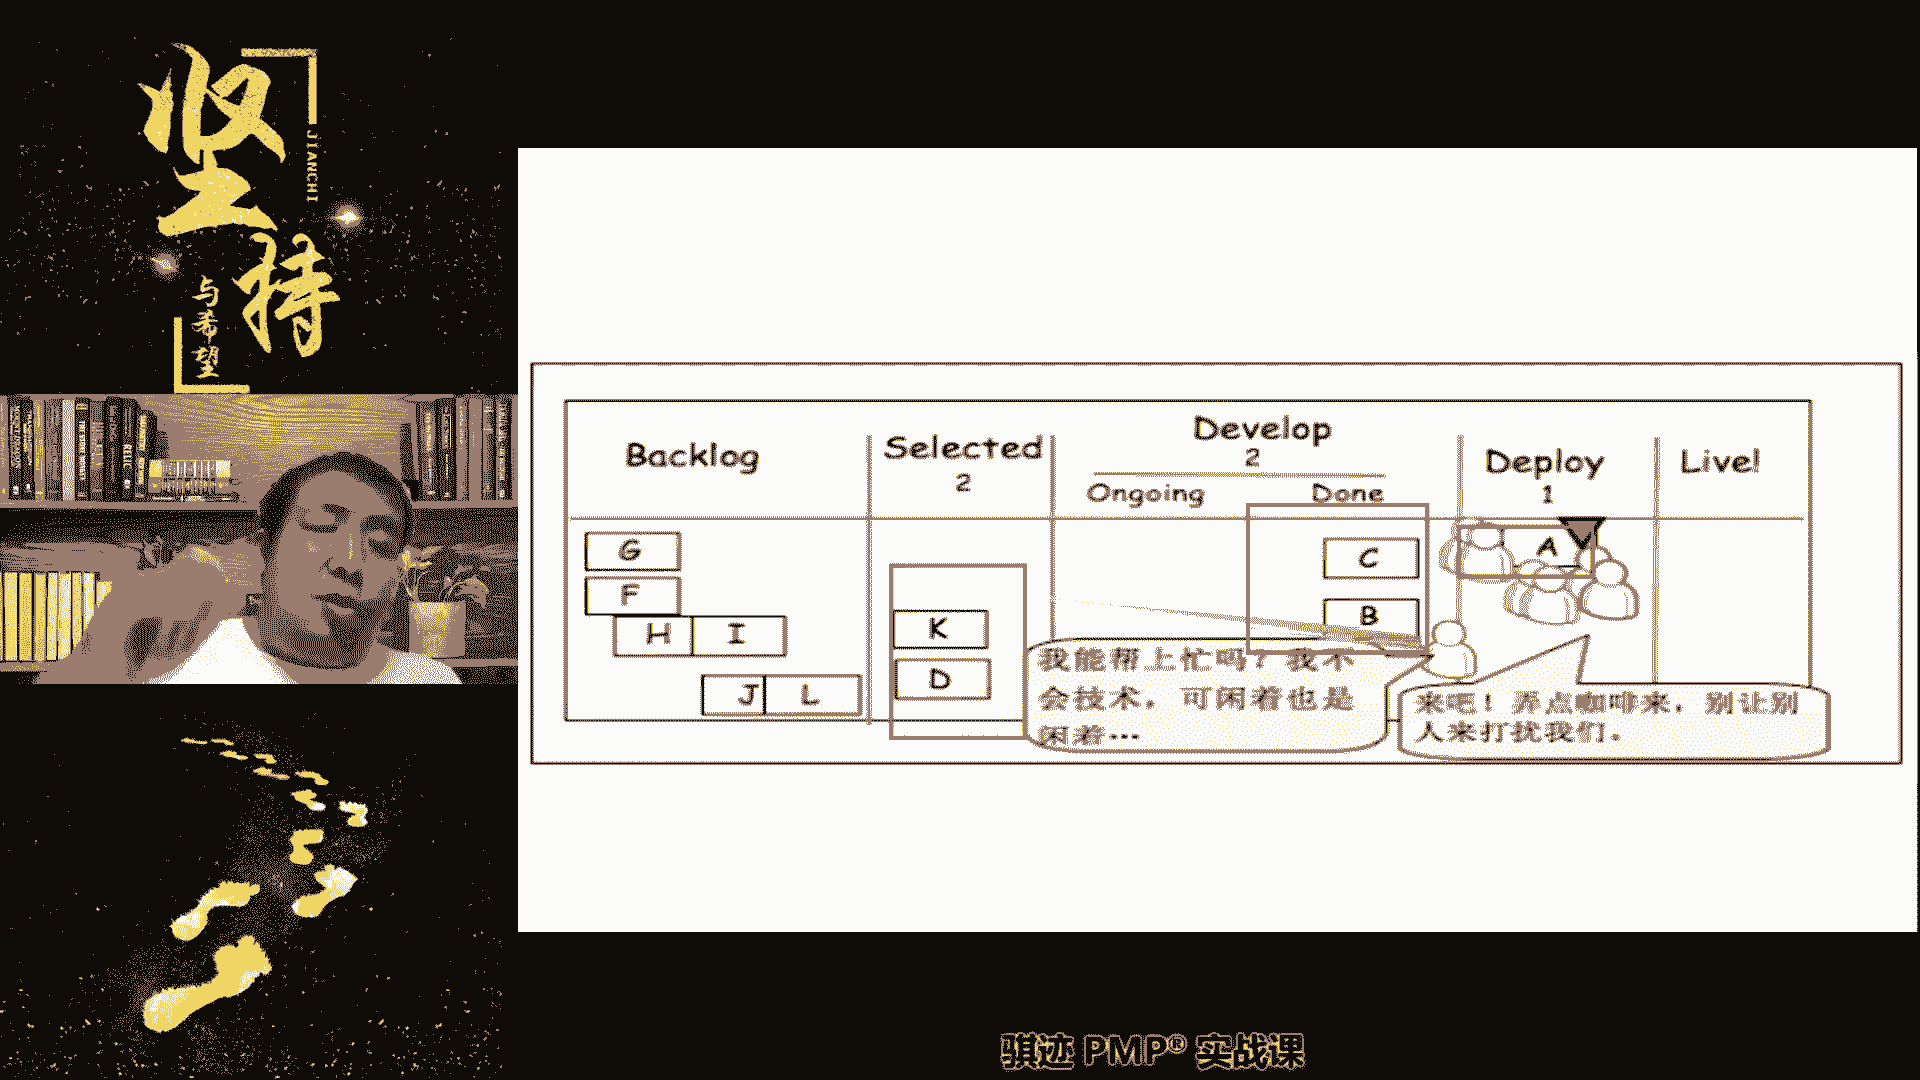 坚持
JIANCHI
与希望
Backlog
Selected
2
Develop
2
Ongoing
Done
Deploy
1
Live!
G
F
H
I
J
L
K
D
C
B
A
我能帮上忙吗？我不
会技术，可闲着也是
闲着…
来吧！弄点咖啡来，别让别
人来打扰我们。
骐迹 PMP® 实战课